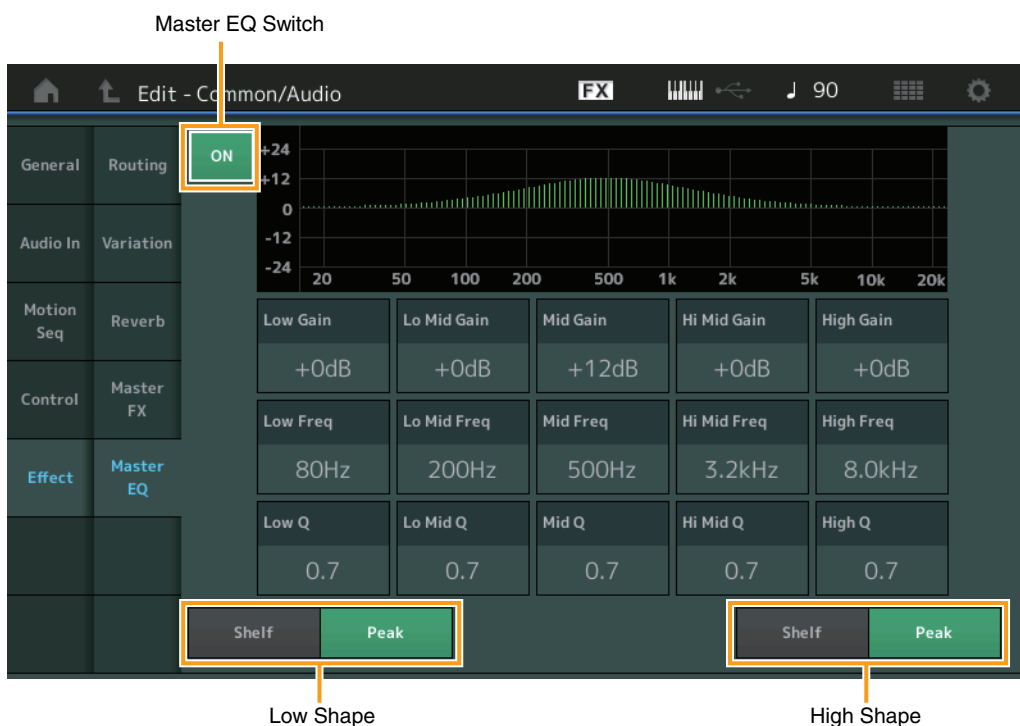 Master EQ Switch
Edit - Common/Audio
FX
90
General
Routing
ON
Audio In
Variation
Motion
Seq
Reverb
Control
Master
FX
Effect
Master
EQ
+24
+12
0
-12
-24
20 50 100 200 500 1k 2k 5k 10k 20k
Low Gain Lo Mid Gain Mid Gain Hi Mid Gain High Gain
+0dB +0dB +12dB +0dB +0dB
Low Freq Lo Mid Freq Mid Freq Hi Mid Freq High Freq
80Hz 200Hz 500Hz 3.2kHz 8.0kHz
Low Q Lo Mid Q Mid Q Hi Mid Q High Q
0.7 0.7 0.7 0.7 0.7
Shelf Peak Shelf Peak
Low Shape High Shape